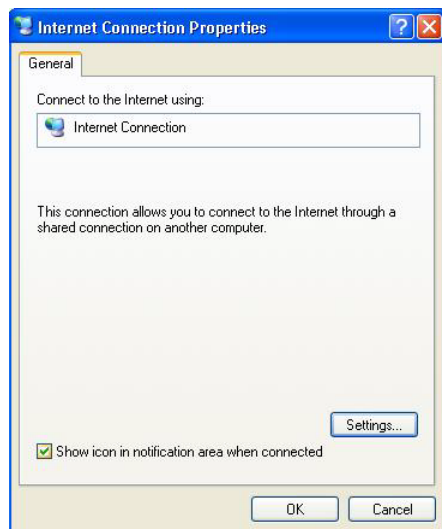 Internet Connection Properties
General
Connect to the Internet using:
Internet Connection
This connection allows you to connect to the Internet through a
shared connection on another computer.
Settings...
Show icon in notification area when connected
OK
Cancel